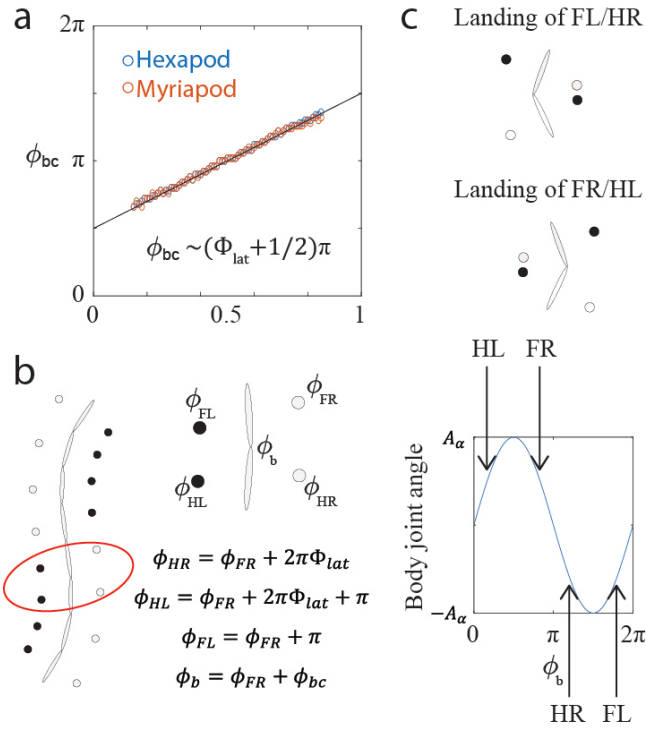 a
2π
Hexapod
Myriapod
ϕbc π
ϕbc ~(Φlat+1/2)π
0
0 0.5 1
b
ϕFL
ϕFR
ϕb
ϕHL
ϕHR
ϕHR = ϕFR + 2πΦlat
ϕHL = ϕFR + 2πΦlat + π
ϕFL = ϕFR + π
ϕb = ϕFR + ϕbc
c
Landing of FL/HR
Landing of FR/HL
HL FR
Aα
Body joint angle
-Aα
0 π 2π
ϕb
HR FL